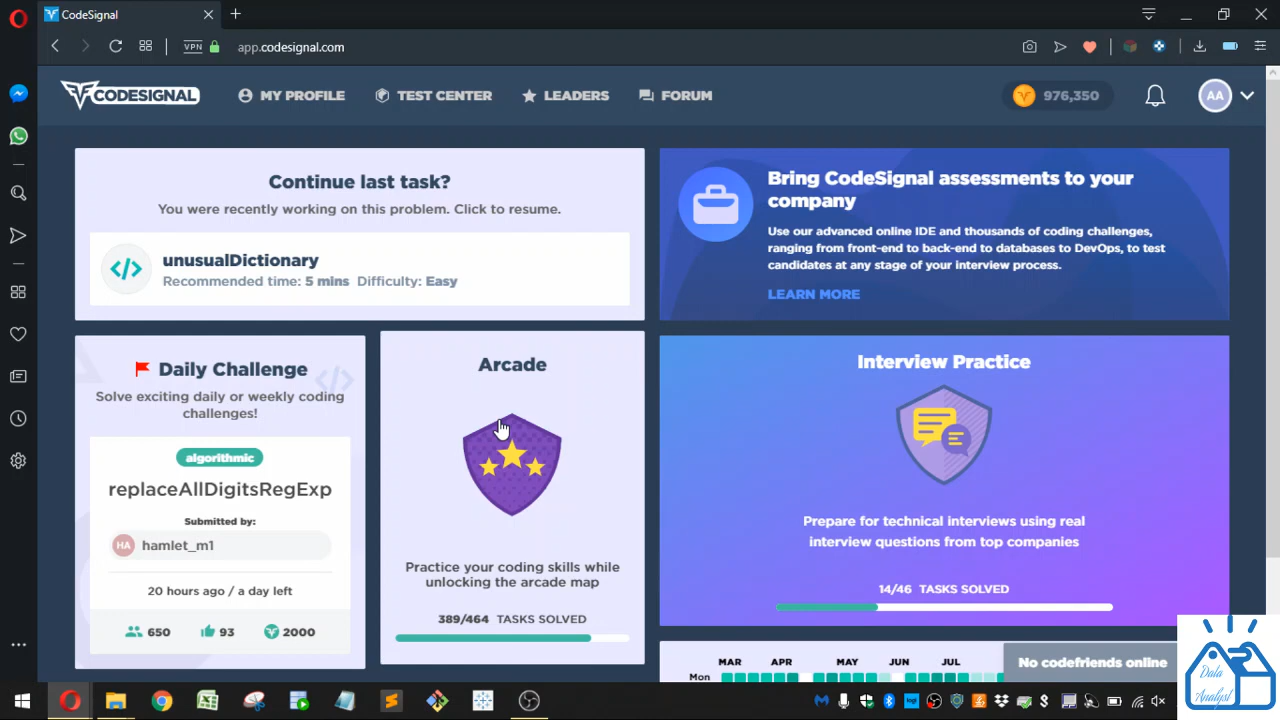 CodeSignal
VPN
app.codesignal.com
CODESIGNAL
MY PROFILE
TEST CENTER
LEADERS
FORUM
976,350
AA
Continue last task?
You were recently working on this problem. Click to resume.
</>
unusualDictionary
Recommended time: 5 mins Difficulty: Easy
Bring CodeSignal assessments to your
company
Use our advanced online IDE and thousands of coding challenges,
ranging from front-end to back-end to databases to DevOps, to test
candidates at any stage of your interview process.
LEARN MORE
Daily Challenge
Solve exciting daily or weekly coding
challenges!
algorithmic
replaceAllDigitsRegExp
Submitted by:
HA
hamlet_m1
20 hours ago / a day left
650
93
2000
Arcade
Practice your coding skills while
unlocking the arcade map
389/464 TASKS SOLVED
Interview Practice
Prepare for technical interviews using real
interview questions from top companies
14/46 TASKS SOLVED
MAR
APR
MAY
JUN
JUL
Mon
No codefriends online
Data
Analyst
logi